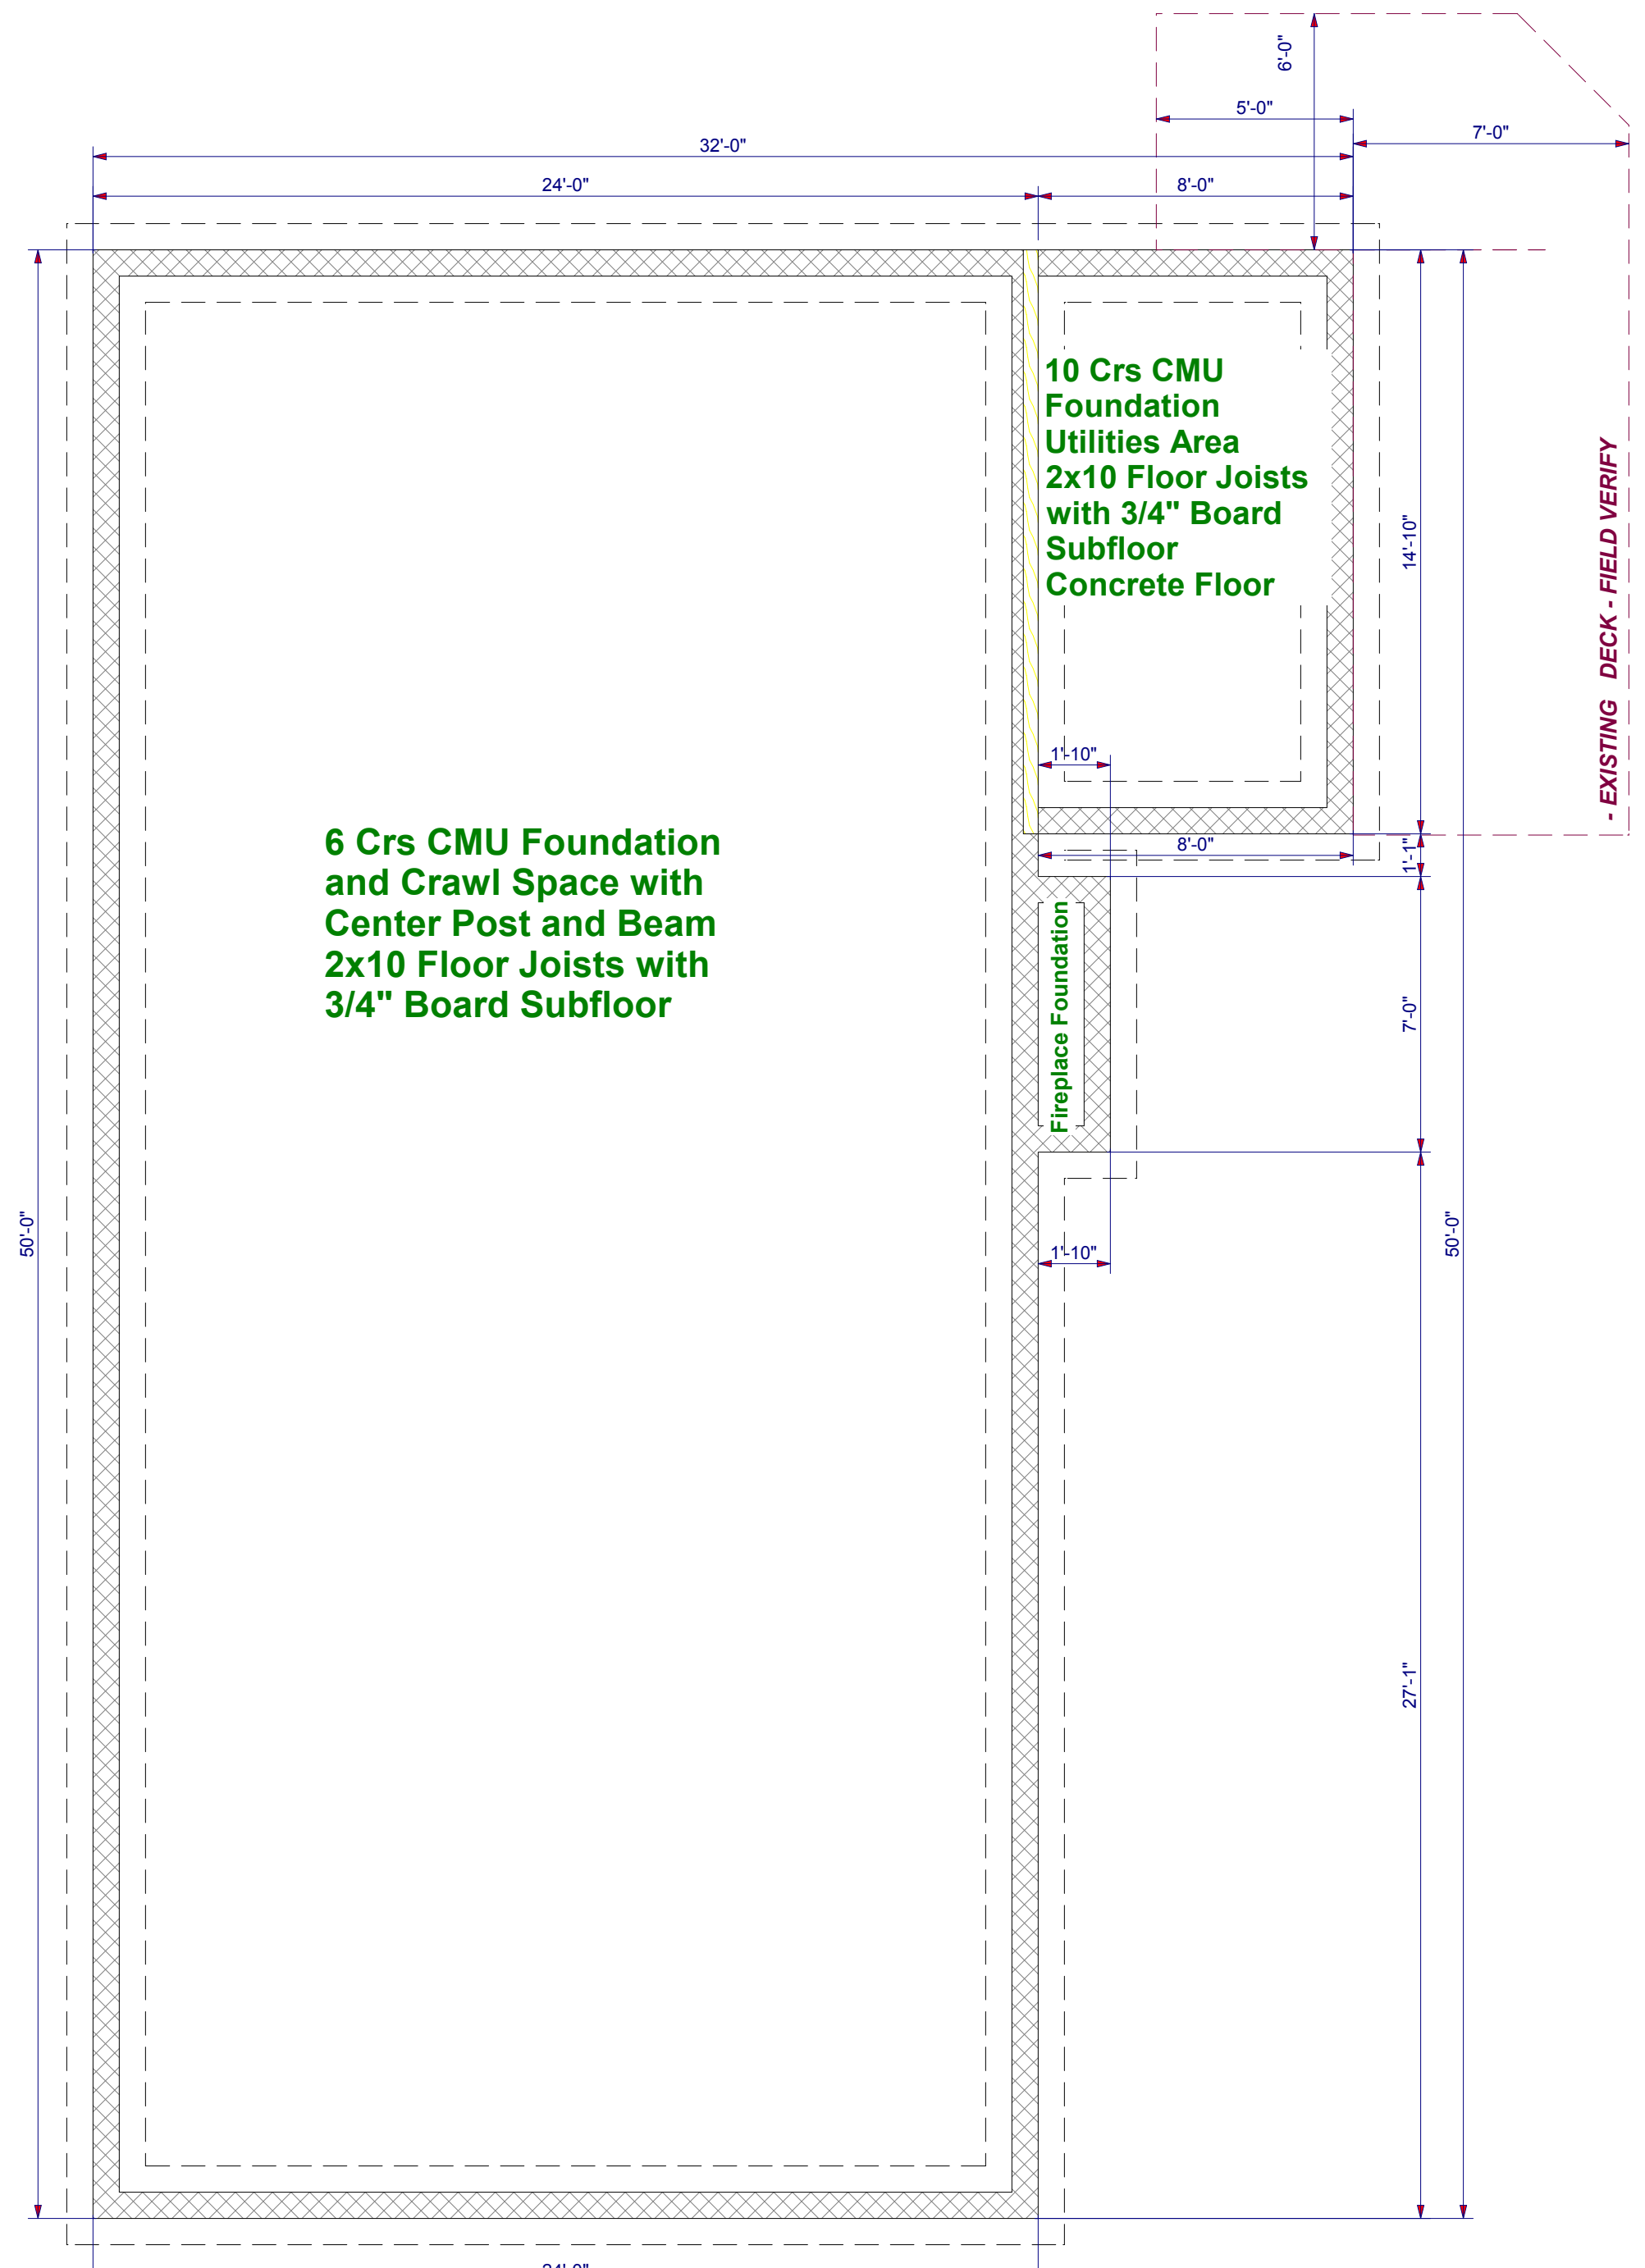 6'-0"
5'-0"
7'-0"
32'-0"
24'-0"
8'-0"
10 Crs CMU
Foundation
Utilities Area
2x10 Floor Joists
with 3/4" Board
Subfloor
Concrete Floor
14'-10"
- EXISTING DECK - FIELD VERIFY
1'-10"
8'-0"
1'-1"
6 Crs CMU Foundation
and Crawl Space with
Center Post and Beam
2x10 Floor Joists with
3/4" Board Subfloor
Fireplace Foundation
7'-0"
50'-0"
1'-10"
50'-0"
27'-1"
24'-0"